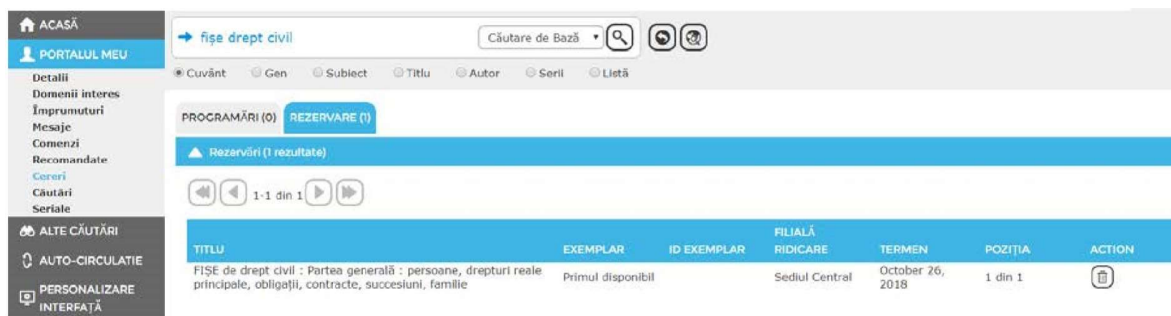 ACASĂ
PORTALUL MEU
Detalii
Domenii interes
Împrumuturi
Mesaje
Comenzi
Recomandate
Cereri
Căutări
Seriale
ALTE CĂUTĂRI
AUTO-CIRCULATIE
PERSONALIZARE
INTERFAȚĂ
fișe drept civil
Căutare de Bază
Cuvânt Gen Subiect Titlu Autor Serii Listă
PROGRAMĂRI (0) REZERVARE (1)
Rezervări (1 rezultate)
1-1 din 1
TITLU EXEMPLAR ID EXEMPLAR FILIALĂ RIDICARE TERMEN POZIȚIA ACTION
FIȘE de drept civil : Partea generală : persoane, drepturi reale
principale, obligații, contracte, succesiuni, familie
Primul disponibil
Sediul Central
October 26,
2018
1 din 1